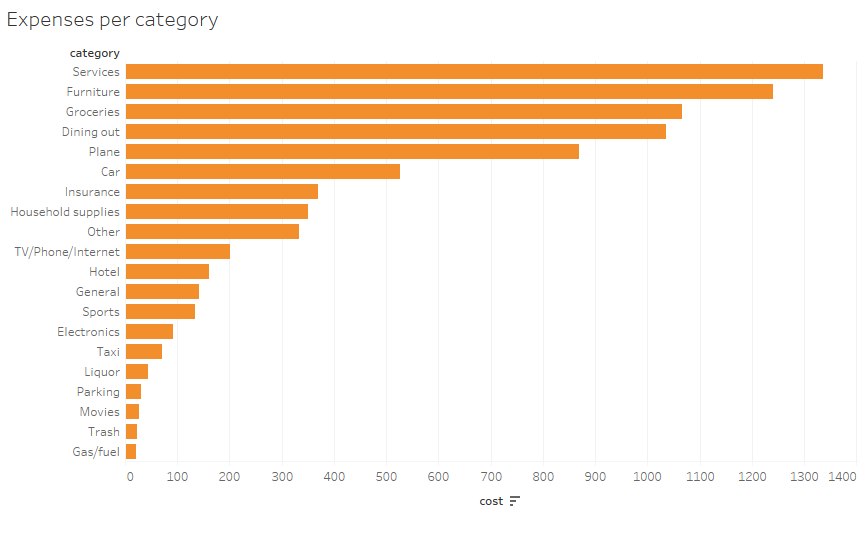 Expenses per category
category
Services
Furniture
Groceries
Dining out
Plane
Car
Insurance
Household supplies
Other
TV/Phone/Internet
Hotel
General
Sports
Electronics
Taxi
Liquor
Parking
Movies
Trash
Gas/fuel
0 100 200 300 400 500 600 700 800 900 1000 1100 1200 1300 1400
cost